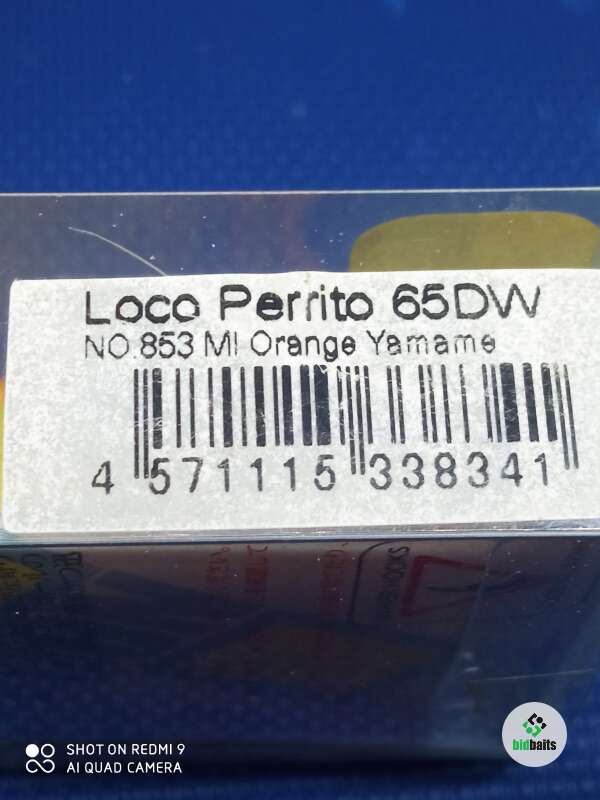 Loco Perrito 65DW
NO.853 MI Orange Yamame
4 571115 338341
SHOT ON REDMI 9
AI QUAD CAMERA
bidbaits